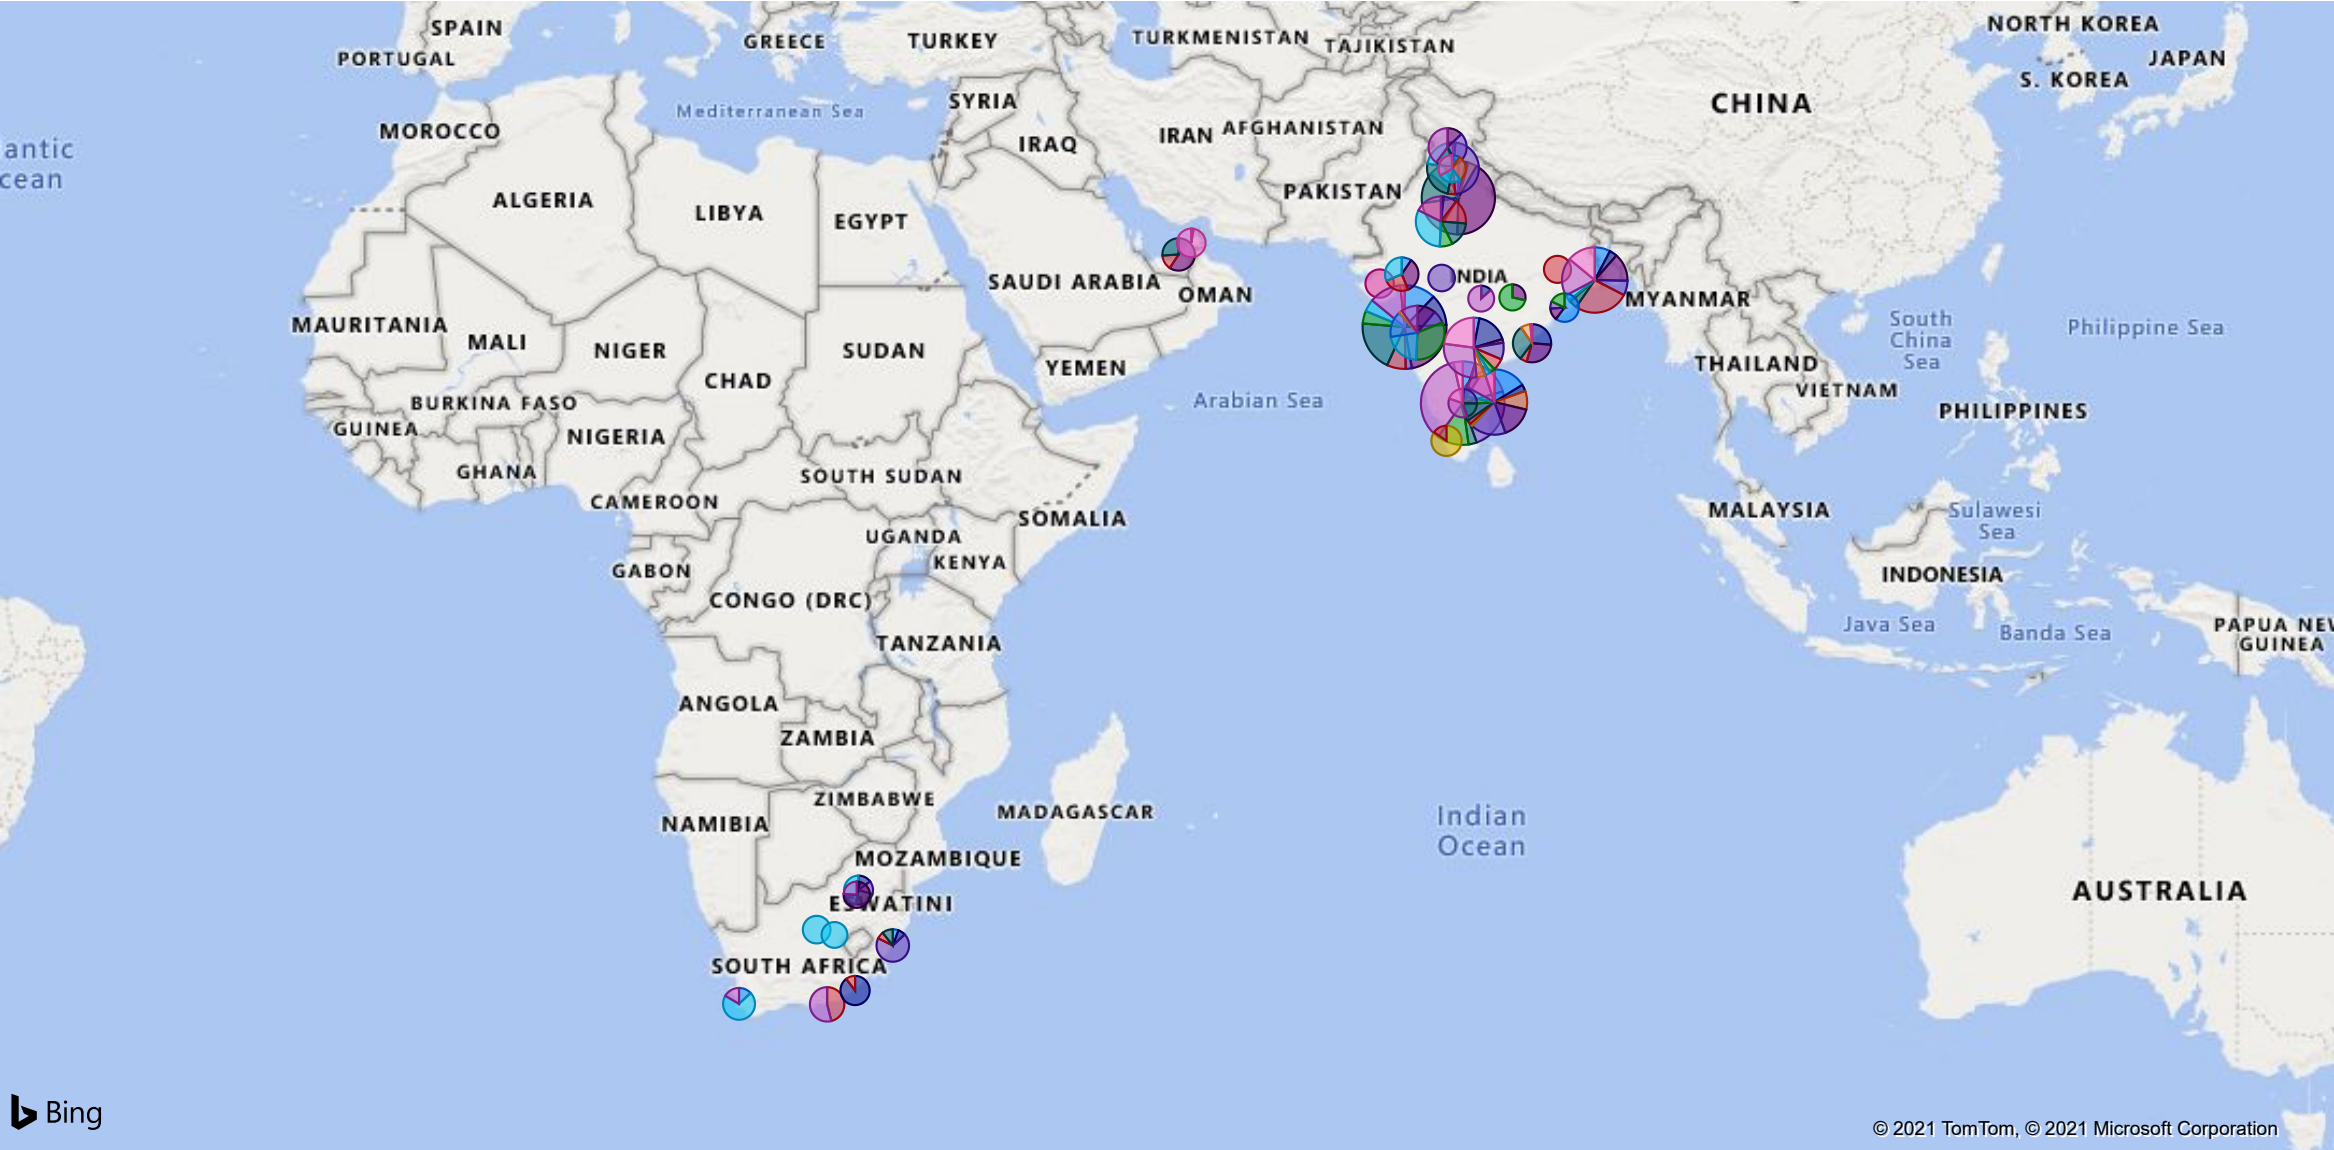 SPAIN
PORTUGAL
GREECE
TURKEY
TURKMENISTAN
TAJIKISTAN
NORTH KOREA
JAPAN
S. KOREA
CHINA
Mediterranean Sea
SYRIA
MOROCCO
IRAQ
IRAN
AFGHANISTAN
antic
cean
ALGERIA
LIBYA
EGYPT
PAKISTAN
SAUDI ARABIA
OMAN
INDIA
MYANMAR
MAURITANIA
MALI
NIGER
CHAD
SUDAN
YEMEN
THAILAND
VIETNAM
South
China
Sea
Philippine Sea
Arabian Sea
BURKINA FASO
GUINEA
NIGERIA
GHANA
CAMEROON
SOUTH SUDAN
PHILIPPINES
SOMALIA
MALAYSIA
Sulawesi
Sea
UGANDA
KENYA
GABON
CONGO (DRC)
INDONESIA
TANZANIA
Java Sea
Banda Sea
PAPUA NEW
GUINEA
ANGOLA
ZAMBIA
ZIMBABWE
NAMIBIA
MADAGASCAR
MOZAMBIQUE
Indian
Ocean
ESWATINI
AUSTRALIA
SOUTH AFRICA
Bing
© 2021 TomTom, © 2021 Microsoft Corporation